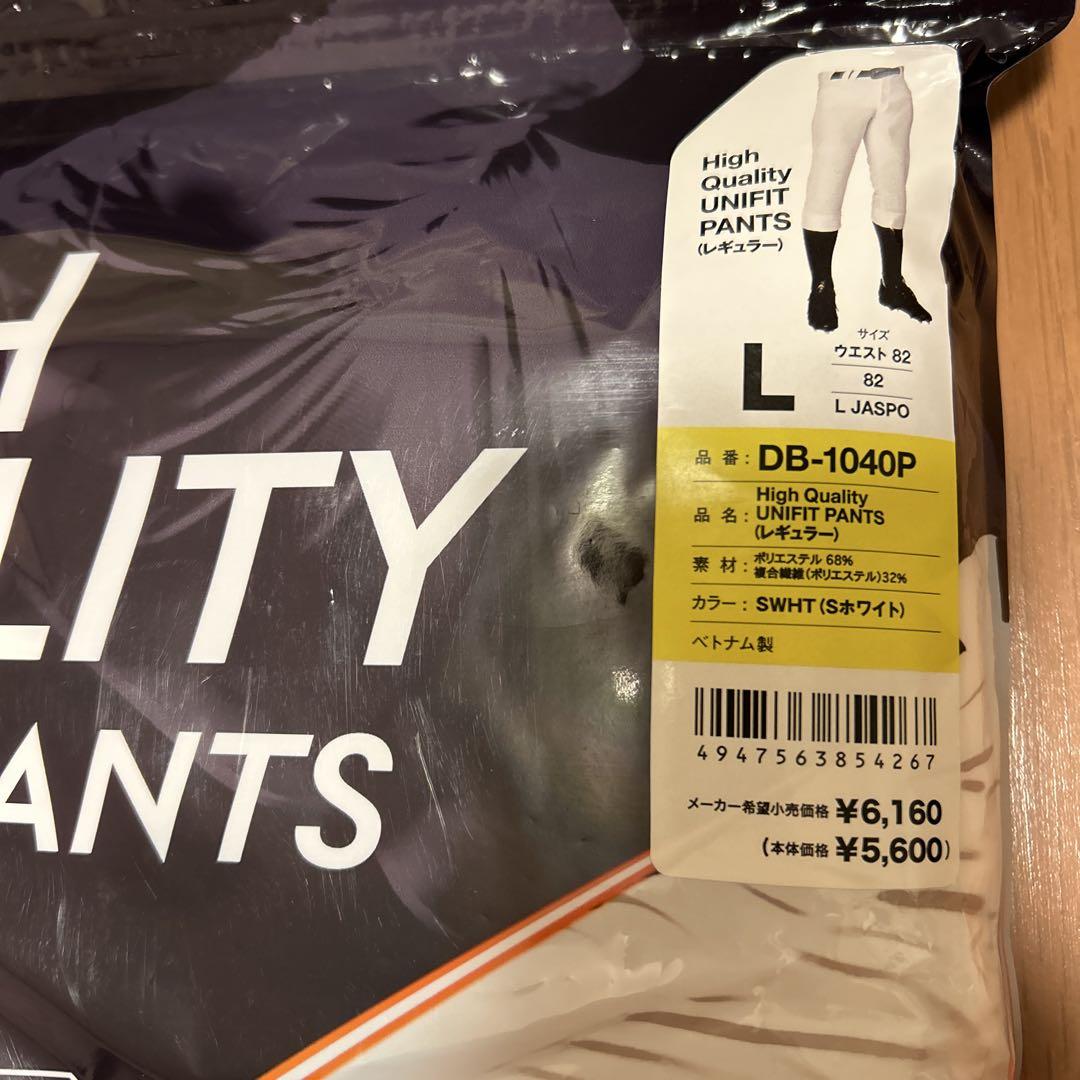 LITY
PANTS
High
Quality
UNIFIT
PANTS
(レギュラー)
L
サイズ
ウエスト 82
82
L JASPO
品 番 : DB-1040P
品 名 : High Quality
UNIFIT PANTS
(レギュラー)
素 材 : ポリエステル 68%
複合繊維(ポリエステル)32%
カラー : SWHT(Sホワイト)
ベトナム製
4947563854267
メーカー希望小売価格 ¥6,160
(本体価格 ¥5,600)